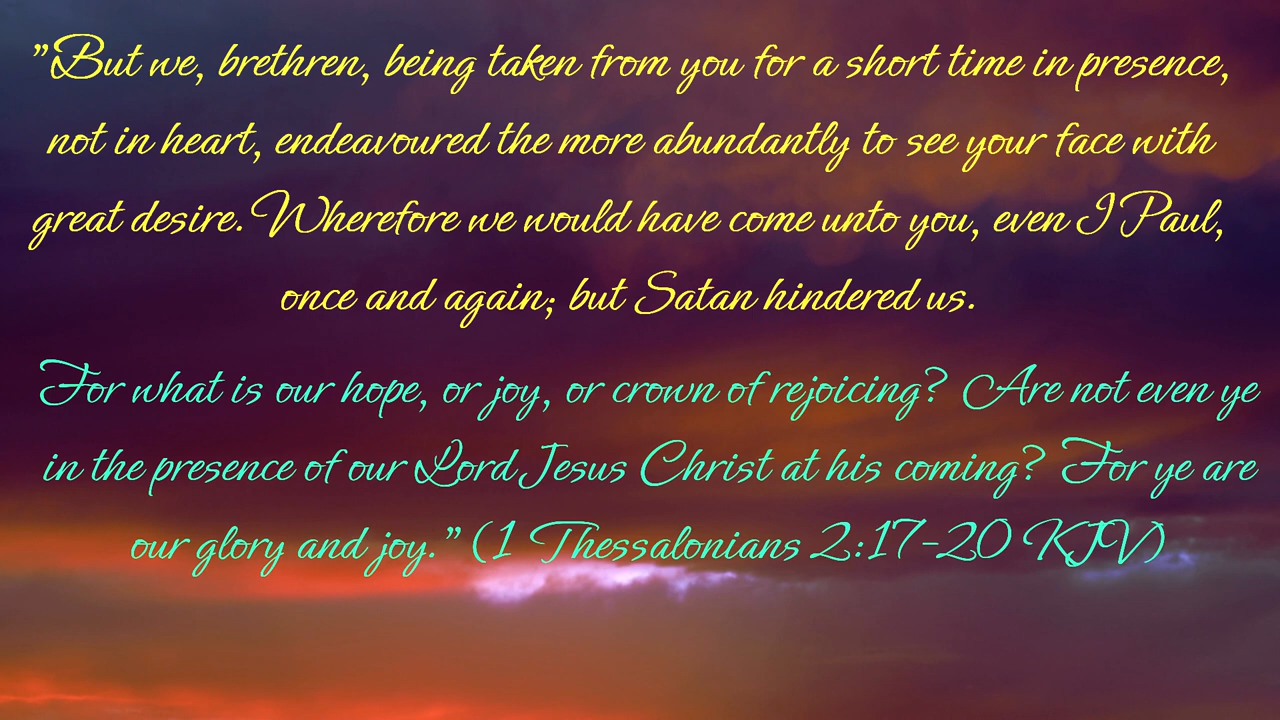 ”But we, brethren, being taken from you for a short time in presence,
not in heart, endeavoured the more abundantly to see your face with
great desire. Wherefore we would have come unto you, even I Paul,
once and again; but Satan hindered us.
For what is our hope, or joy, or crown of rejoicing? Are not even ye
in the presence of our Lord Jesus Christ at his coming? For ye are
our glory and joy.” (1 Thessalonians 2:17-20 KJV)